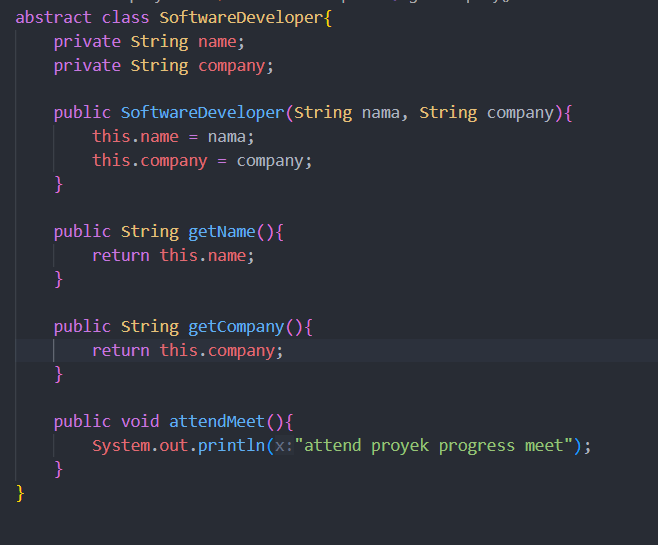 abstract class SoftwareDeveloper{
    private String name;
    private String company;

    public SoftwareDeveloper(String nama, String company){
        this.name = nama;
        this.company = company;
    }

    public String getName(){
        return this.name;
    }

    public String getCompany(){
        return this.company;
    }

    public void attendMeet(){
        System.out.println(x:"attend proyek progress meet");
    }
}